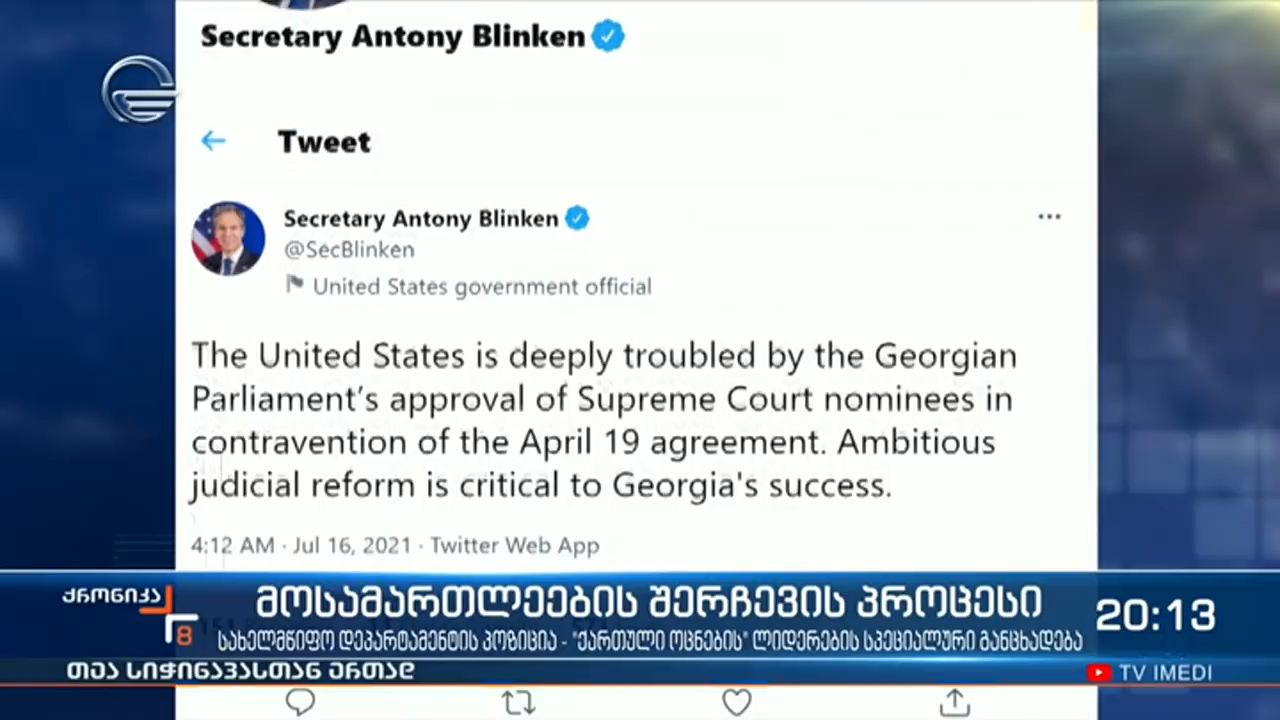 Secretary Antony Blinken
Tweet
Secretary Antony Blinken
@SecBlinken
United States government official
The United States is deeply troubled by the Georgian
Parliament’s approval of Supreme Court nominees in
contravention of the April 19 agreement. Ambitious
judicial reform is critical to Georgia's success.
4:12 AM · Jul 16, 2021 · Twitter Web App
ქრონიკა
8
მოსამართლეების შერჩევის პროცესი
20:13
სახელმწიფო დეპარტამენტის პოზიცია - "ქართული ოცნების" ლიდერების სპეციალური განცხადება
თეა სიჭინავასთან ერთად
TV IMEDI